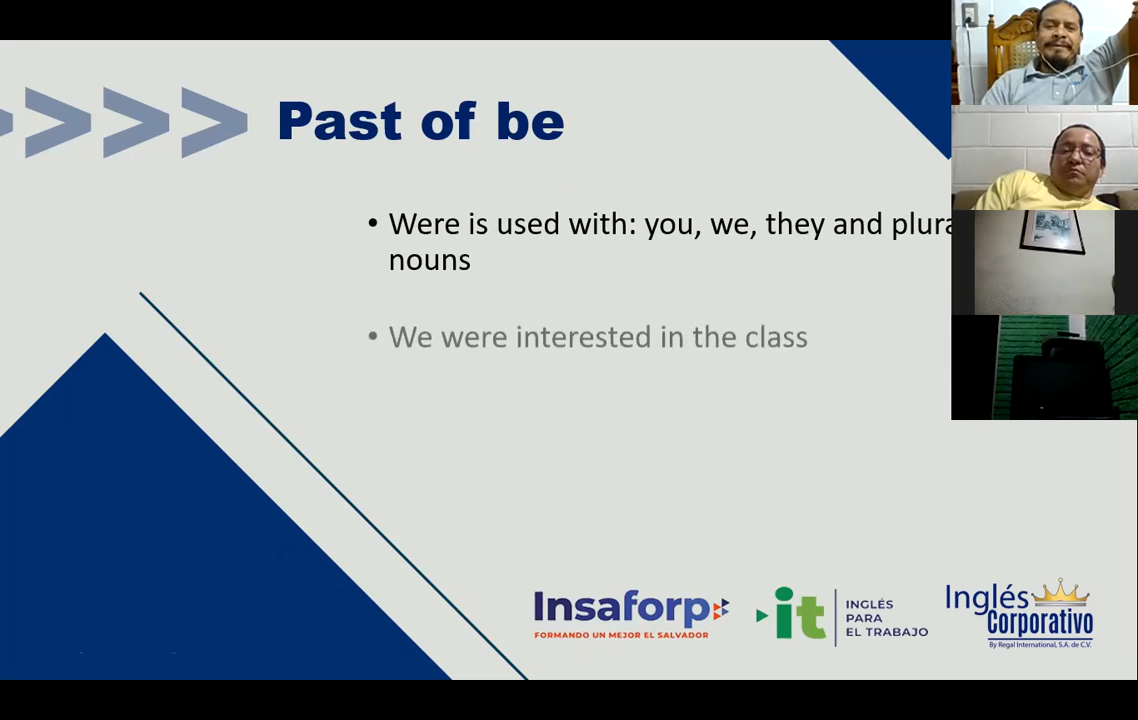 Past of be
• Were is used with: you, we, they and
nouns
• We were interested in the class
Insaforp
FORMANDO UN MEJOR EL SALVADOR
it
INGLÉS
PARA
EL TRABAJO
Inglés
Corporativo
By Regal International, S.A. de C.V.